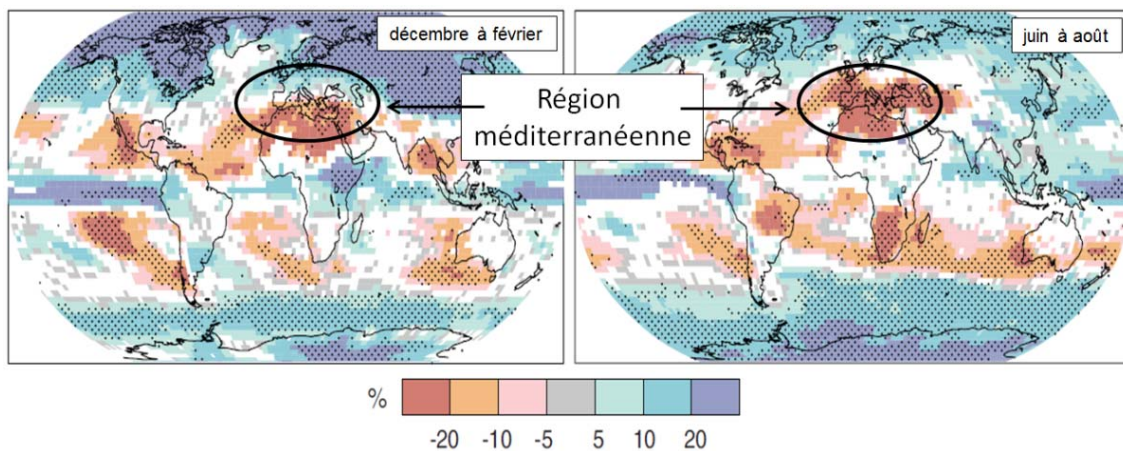 décembre à février
juin à août
Région
méditerranéenne
%
-20 -10 -5 5 10 20